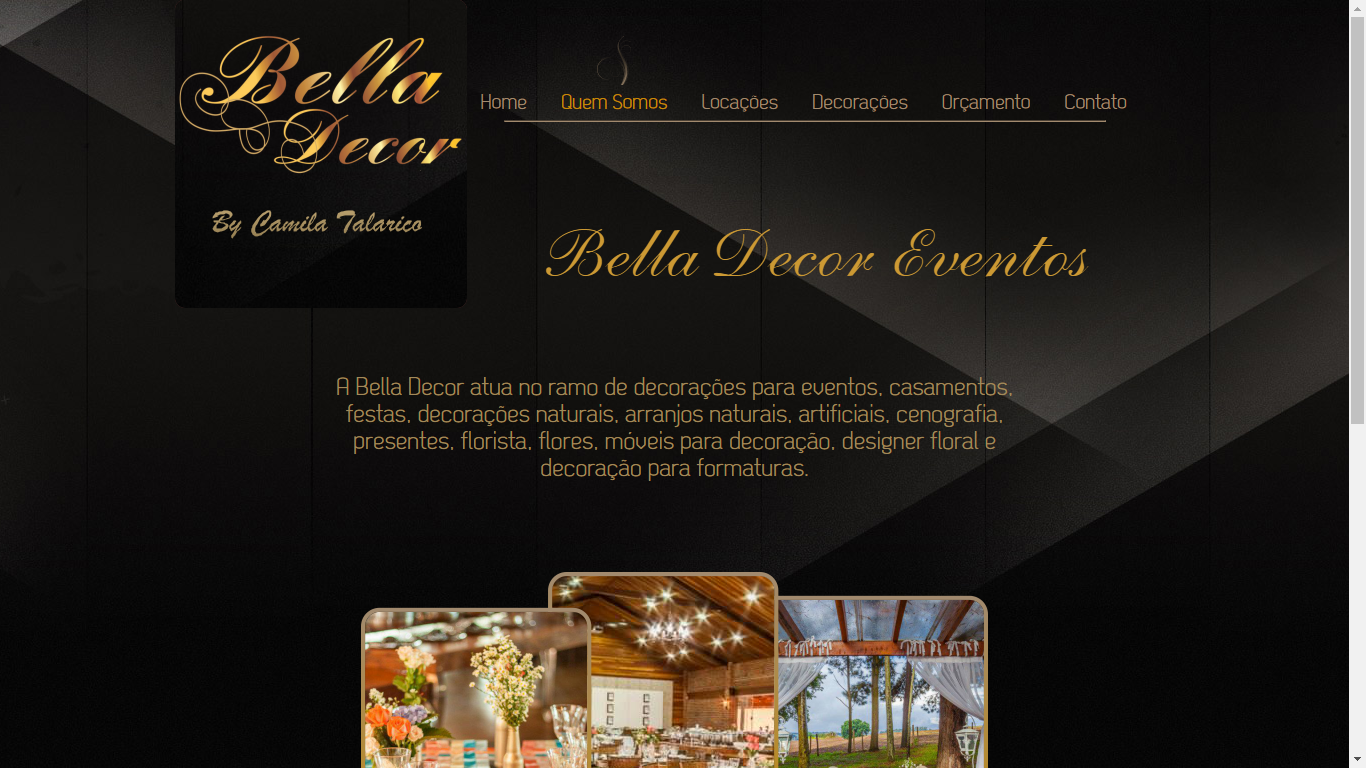 Bella
Decor
By Camila Talarico
Home Quem Somos Locações Decorações Orçamento Contato
Bella Decor Eventos
A Bella Decor atua no ramo de decorações para eventos, casamentos,
festas, decorações naturais, arranjos naturais, artificiais, cenografia,
presentes, florista, flores, móveis para decoração, designer floral e
decoração para formaturas.